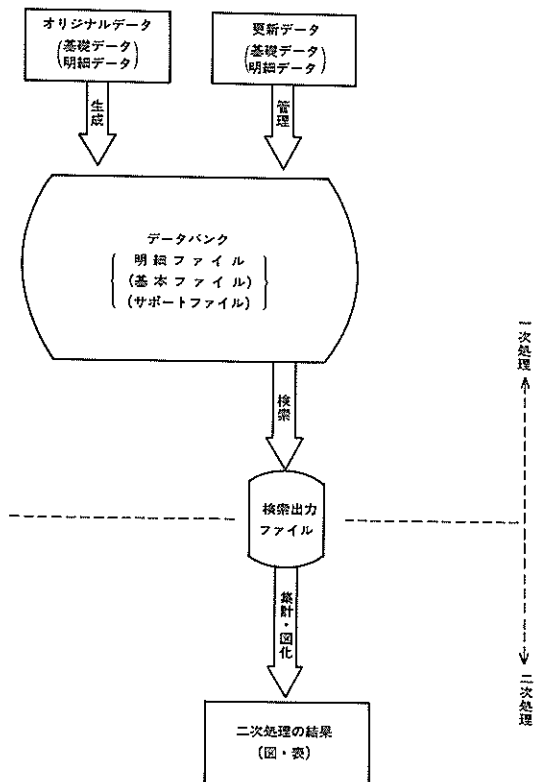 オリジナルデータ
(基礎データ
明細データ)
更新データ
(基礎データ
明細データ)
生成
管理
データバンク
明細ファイル
(基本ファイル)
(サポートファイル)
検索
一次処理
検索出力
ファイル
集計・図化
二次処理
二次処理の結果
(図・表)